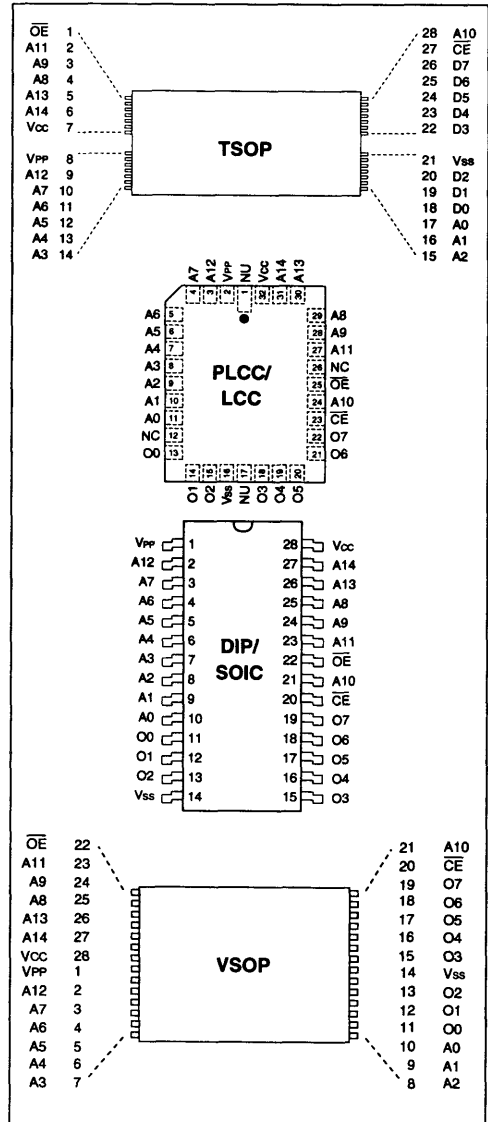 OE 1
A11 2
A9 3
A8 4
A13 5
A14 6
Vcc 7
VPP 8
A12 9
A7 10
A6 11
A5 12
A4 13
A3 14
TSOP
28 A10
27 CE
26 D7
25 D6
24 D5
23 D4
22 D3
21 Vss
20 D2
19 D1
18 D0
17 A0
16 A1
15 A2
A7 A12 VPP NU VCC A14 A13
4 3 2 1 32 31 30
A6 5
A5 6
A4 7
A3 8
A2 9
A1 10
A0 11
NC 12
O0 13
PLCC/
LCC
29 A8
28 A9
27 A11
26 NC
25 OE
24 A10
23 CE
22 O7
21 O6
14 15 16 17 18 19 20
O1 O2 Vss NU O3 O4 O5
VPP 1
A12 2
A7 3
A6 4
A5 5
A4 6
A3 7
A2 8
A1 9
A0 10
O0 11
O1 12
O2 13
Vss 14
DIP/
SOIC
28 Vcc
27 A14
26 A13
25 A8
24 A9
23 A11
22 OE
21 A10
20 CE
19 O7
18 O6
17 O5
16 O4
15 O3
OE 22
A11 23
A9 24
A8 25
A13 26
A14 27
VCC 28
VPP 1
A12 2
A7 3
A6 4
A5 5
A4 6
A3 7
VSOP
21 A10
20 CE
19 O7
18 O6
17 O5
16 O4
15 O3
14 Vss
13 O2
12 O1
11 O0
10 A0
9 A1
8 A2